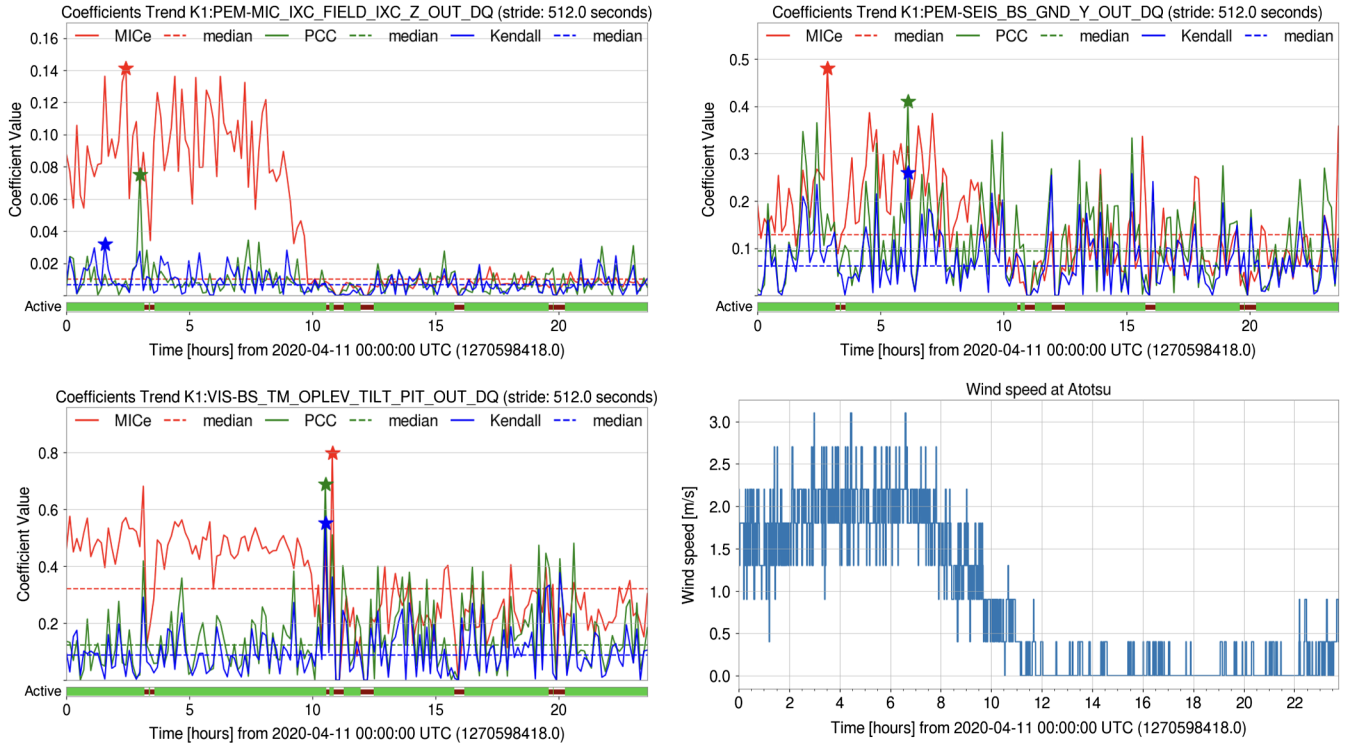 Coefficients Trend K1:PEM-MIC_IXC_FIELD_IXC_Z_OUT_DQ (stride: 512.0 seconds)
MICe median PCC median Kendall median
Coefficient Value
0.16
0.14
0.12
0.10
0.08
0.06
0.04
0.02
Active
0 5 10 15 20
Time [hours] from 2020-04-11 00:00:00 UTC (1270598418.0)
Coefficients Trend K1:PEM-SEIS_BS_GND_Y_OUT_DQ (stride: 512.0 seconds)
MICe median PCC median Kendall median
Coefficient Value
0.5
0.4
0.3
0.2
0.1
Active
0 5 10 15 20
Time [hours] from 2020-04-11 00:00:00 UTC (1270598418.0)
Coefficients Trend K1:VIS-BS_TM_OPLEV_TILT_PIT_OUT_DQ (stride: 512.0 seconds)
MICe median PCC median Kendall median
Coefficient Value
0.8
0.6
0.4
0.2
Active
0 5 10 15 20
Time [hours] from 2020-04-11 00:00:00 UTC (1270598418.0)
Wind speed at Atotsu
Wind speed [m/s]
3.0
2.5
2.0
1.5
1.0
0.5
0.0
0 2 4 6 8 10 12 14 16 18 20 22
Time [hours] from 2020-04-11 00:00:00 UTC (1270598418.0)